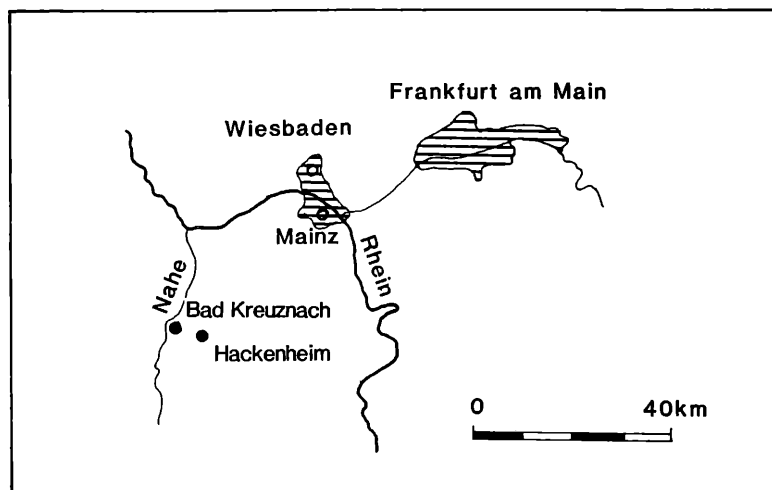 Frankfurt am Main
Wiesbaden
Mainz
Rhein
Nahe
Bad Kreuznach
Hackenheim
0 40km